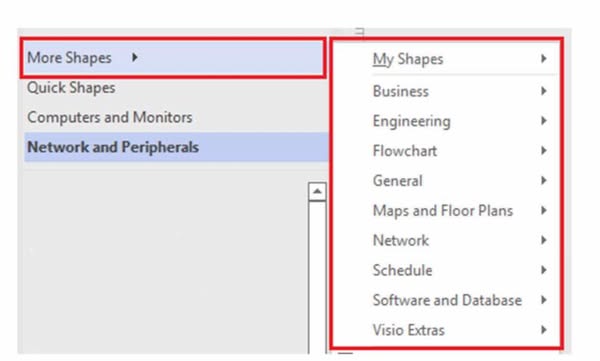 More Shapes
Quick Shapes
Computers and Monitors
Network and Peripherals
My Shapes
Business
Engineering
Flowchart
General
Maps and Floor Plans
Network
Schedule
Software and Database
Visio Extras